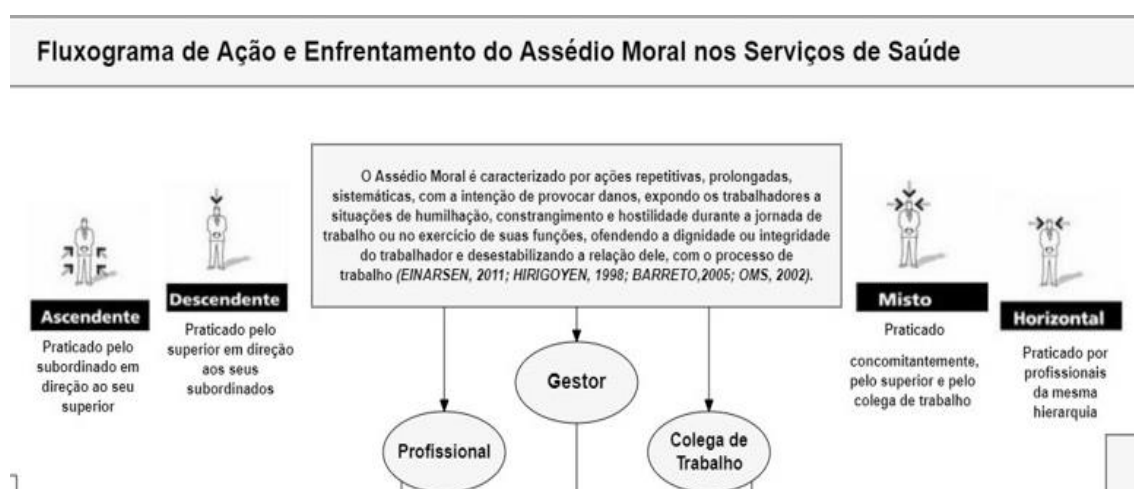 Fluxograma de Ação e Enfrentamento do Assédio Moral nos Serviços de Saúde
O Assédio Moral é caracterizado por ações repetitivas, prolongadas,
sistemáticas, com a intenção de provocar danos, expondo os trabalhadores a
situações de humilhação, constrangimento e hostilidade durante a jornada de
trabalho ou no exercício de suas funções, ofendendo a dignidade ou integridade
do trabalhador e desestabilizando a relação dele, com o processo de
trabalho (EINARSEN, 2011; HIRIGOYEN, 1998; BARRETO,2005; OMS, 2002).
Ascendente
Praticado pelo
subordinado em
direção ao seu
superior
Descendente
Praticado pelo
superior em direção
aos seus
subordinados
Misto
Praticado
concomitantemente,
pelo superior e pelo
colega de trabalho
Horizontal
Praticado por
profissionais
da mesma
hierarquia
Gestor
Profissional
Colega de
Trabalho